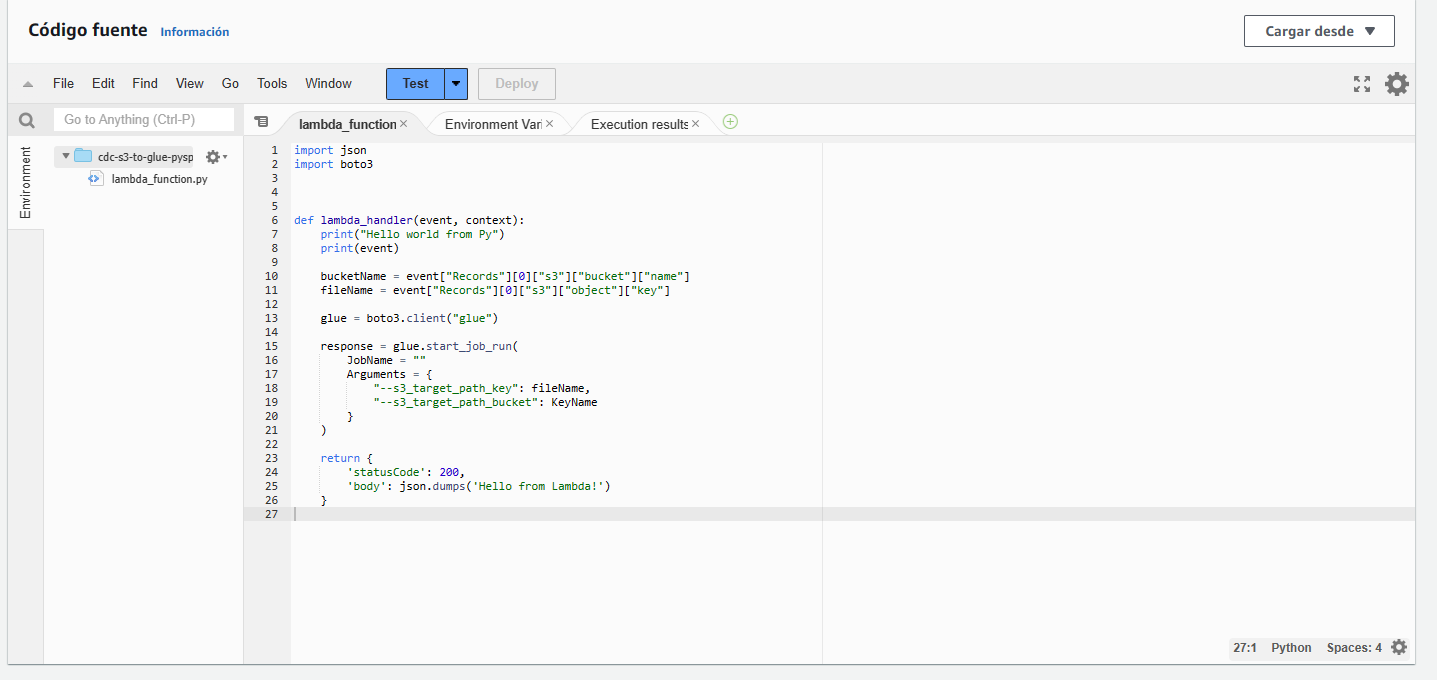 Código fuente Información
Cargar desde
File Edit Find View Go Tools Window Test Deploy
Go to Anything (Ctrl-P)
lambda_function Environment Vari Execution results
Environment
cdc-s3-to-glue-pysp
lambda_function.py
1 import json
2 import boto3
3
4
5
6 def lambda_handler(event, context):
7     print("Hello world from Py")
8     print(event)
9
10     bucketName = event["Records"][0]["s3"]["bucket"]["name"]
11     fileName = event["Records"][0]["s3"]["object"]["key"]
12
13     glue = boto3.client("glue")
14
15     response = glue.start_job_run(
16         JobName = ""
17         Arguments = {
18             "--s3_target_path_key": fileName,
19             "--s3_target_path_bucket": KeyName
20         }
21     )
22
23     return {
24         'statusCode': 200,
25         'body': json.dumps('Hello from Lambda!')
26     }
27
27:1 Python Spaces: 4